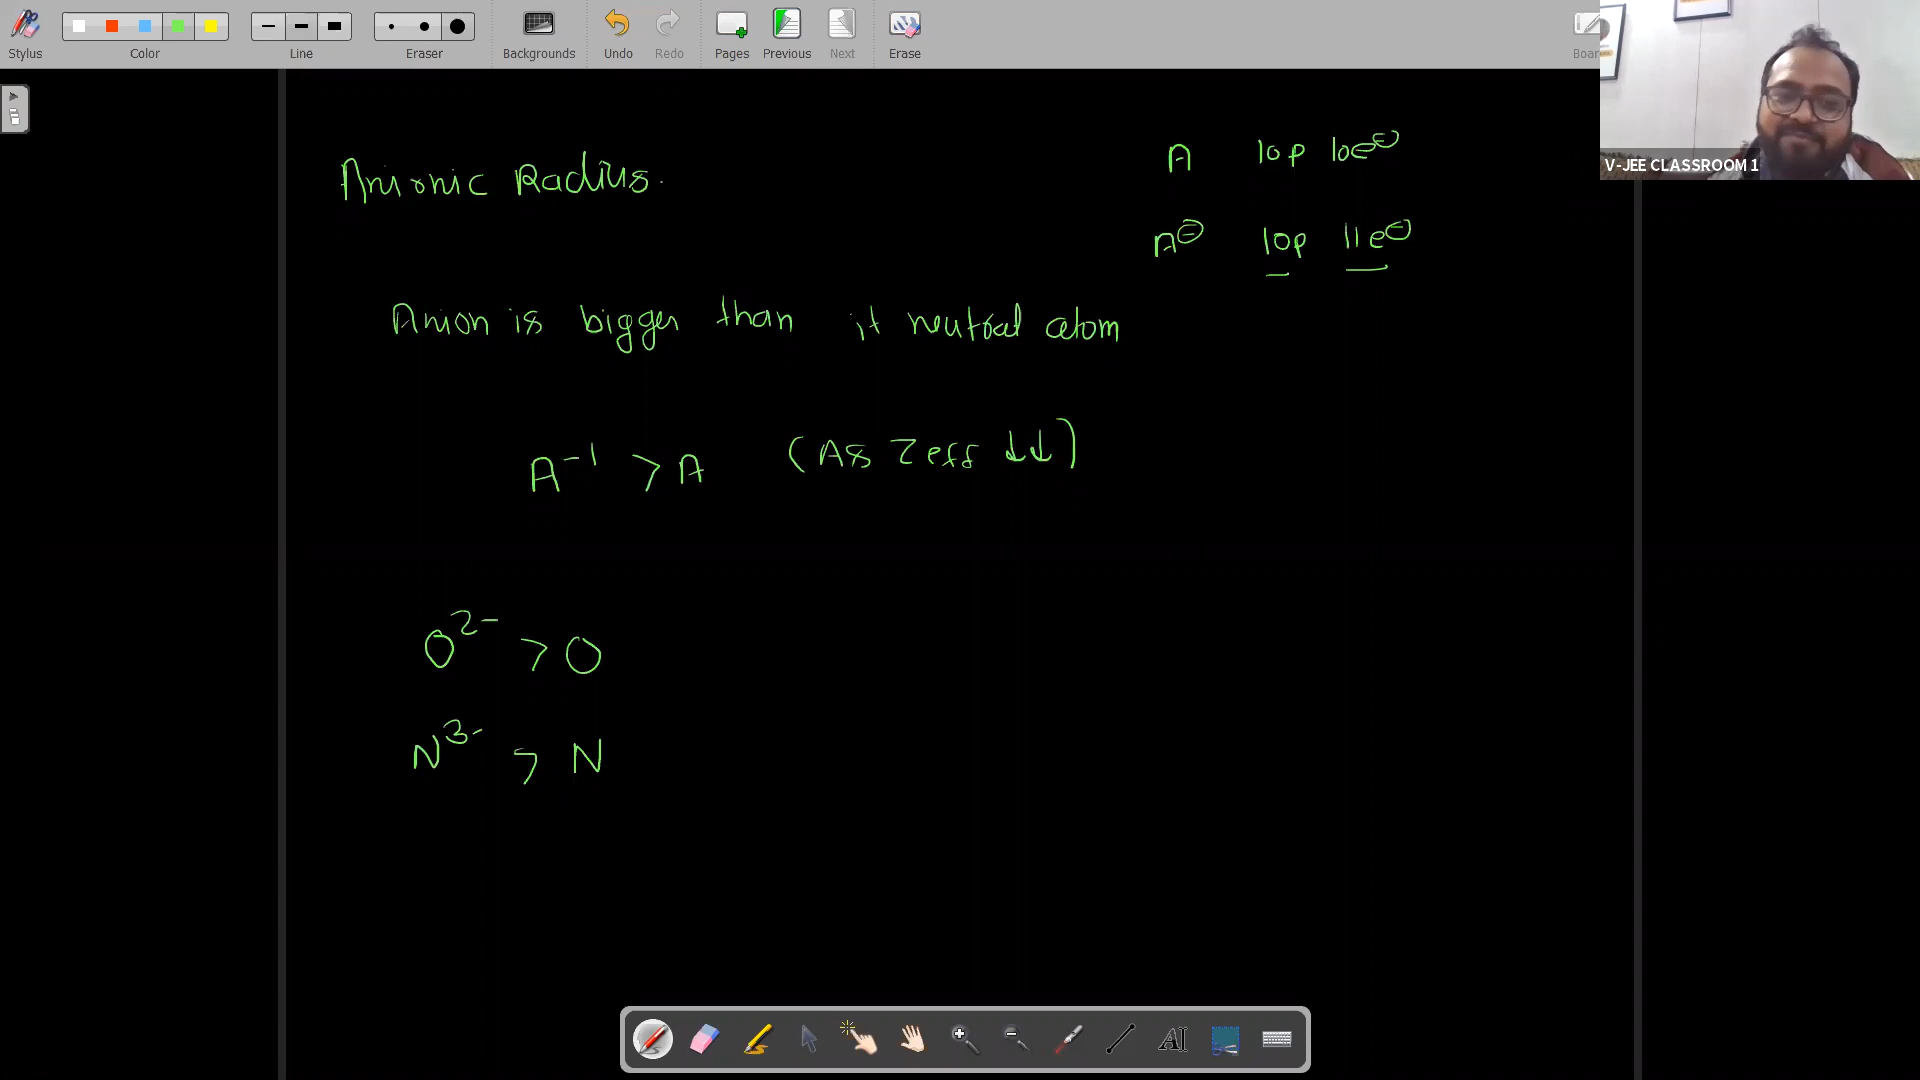 Stylus Color Line Eraser Backgrounds Undo Redo Pages Previous Next Erase
V-JEE CLASSROOM 1
Anionic Radius.
A 10p 10e⊖
A⊖ 10p 11e⊖
Anion is bigger than it neutral atom
A⁻¹ > A (As Zeff ↓↓)
O²⁻ > O
N³⁻ > N